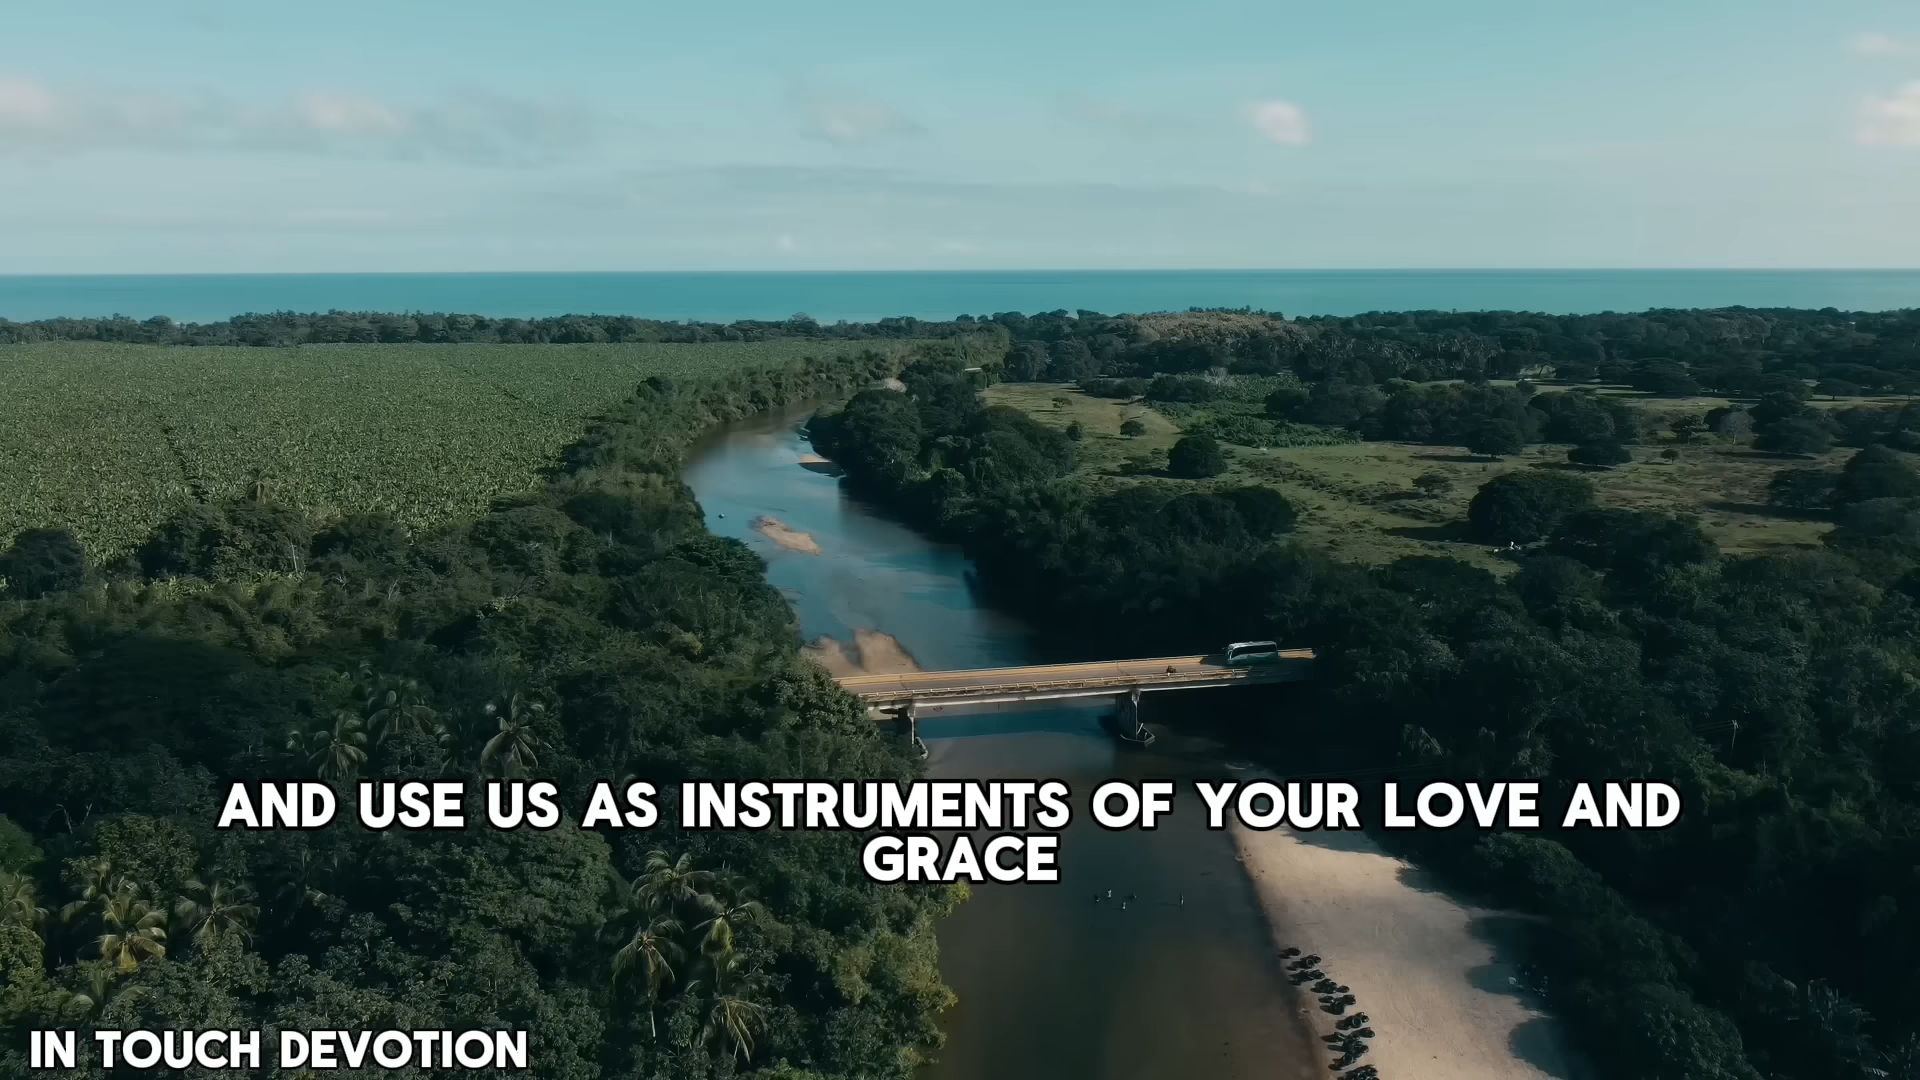 AND USE US AS INSTRUMENTS OF YOUR LOVE AND
GRACE
IN TOUCH DEVOTION